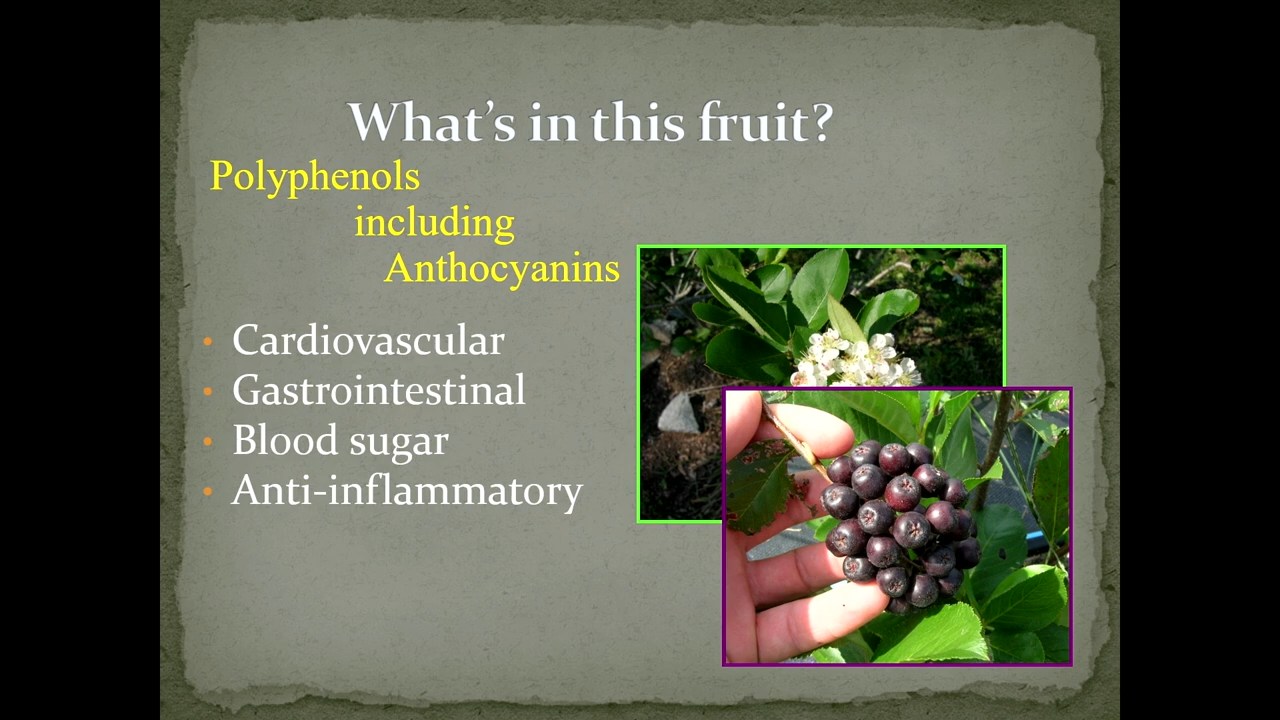 What's in this fruit?
Polyphenols
including
Anthocyanins
• Cardiovascular
• Gastrointestinal
• Blood sugar
• Anti-inflammatory